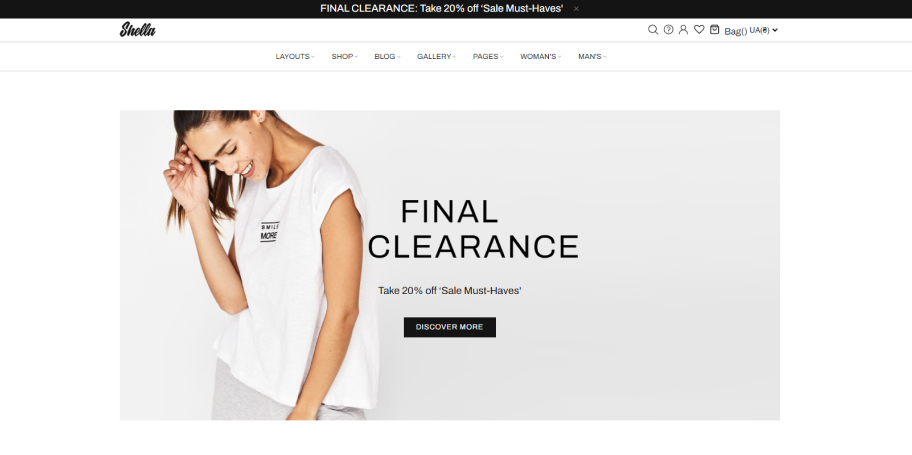 FINAL CLEARANCE: Take 20% off 'Sale Must-Haves'
Shella
Bag()
LAYOUTS SHOP BLOG GALLERY PAGES WOMAN'S MAN'S
SMILE
MORE
FINAL
CLEARANCE
Take 20% off 'Sale Must-Haves'
DISCOVER MORE